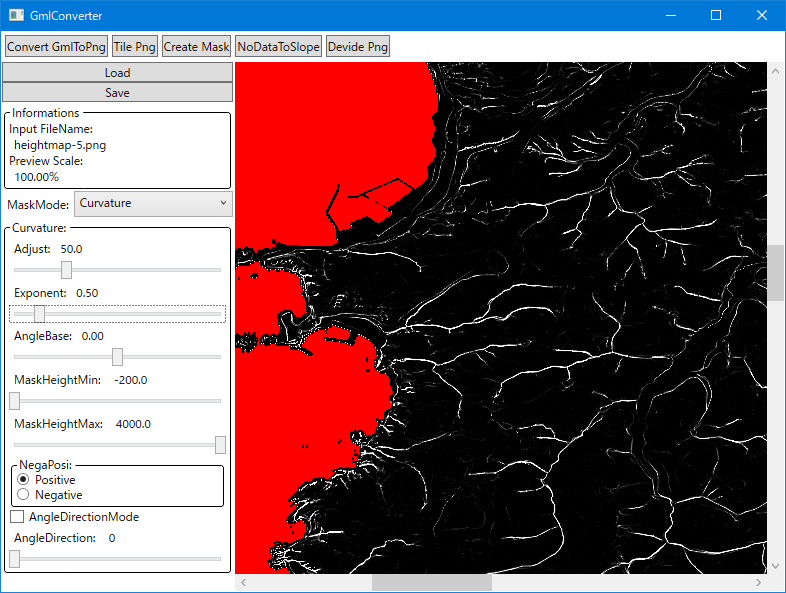 GmlConverter
Convert GmlToPng Tile Png Create Mask NoDataToSlope Devide Png
Load
Save
Informations
Input FileName:
heightmap-5.png
Preview Scale:
100.00%
MaskMode: Curvature
Curvature:
Adjust: 50.0
Exponent: 0.50
AngleBase: 0.00
MaskHeightMin: -200.0
MaskHeightMax: 4000.0
NegaPosi:
Positive
Negative
AngleDirectionMode
AngleDirection: 0